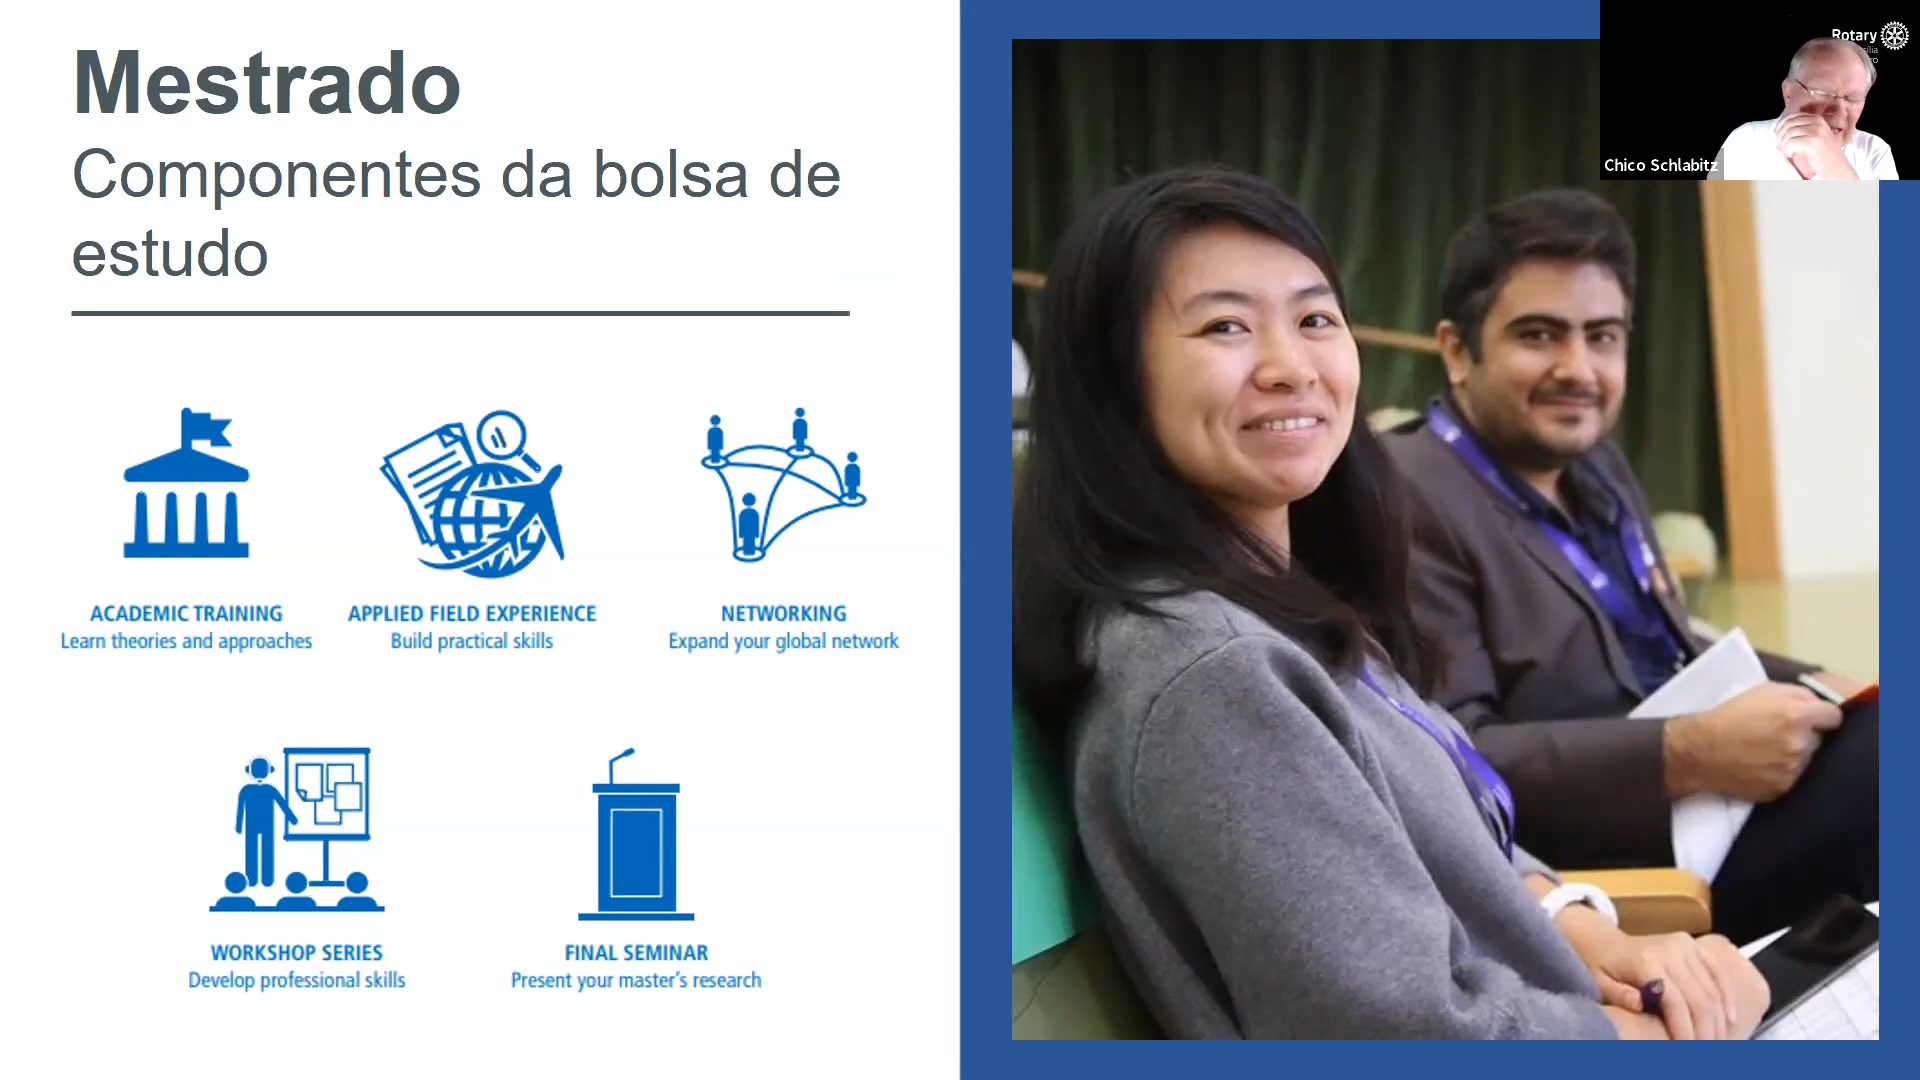 Mestrado
Componentes da bolsa de
estudo
ACADEMIC TRAINING
Learn theories and approaches
APPLIED FIELD EXPERIENCE
Build practical skills
NETWORKING
Expand your global network
WORKSHOP SERIES
Develop professional skills
FINAL SEMINAR
Present your master's research
Rotary
Chico Schlabitz